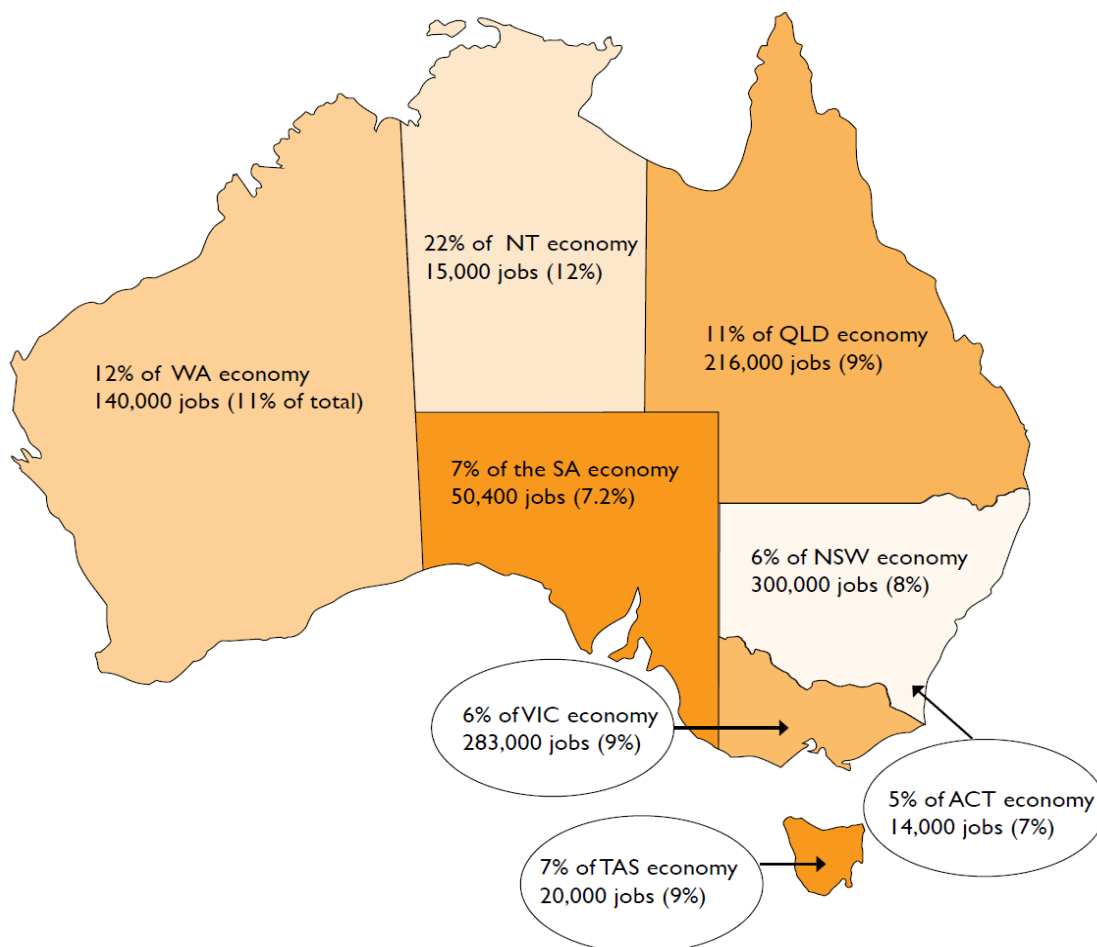 22% of NT economy
15,000 jobs (12%)
11% of QLD economy
216,000 jobs (9%)
12% of WA economy
140,000 jobs (11% of total)
7% of the SA economy
50,400 jobs (7.2%)
6% of NSW economy
300,000 jobs (8%)
6% of VIC economy
283,000 jobs (9%)
5% of ACT economy
14,000 jobs (7%)
7% of TAS economy
20,000 jobs (9%)